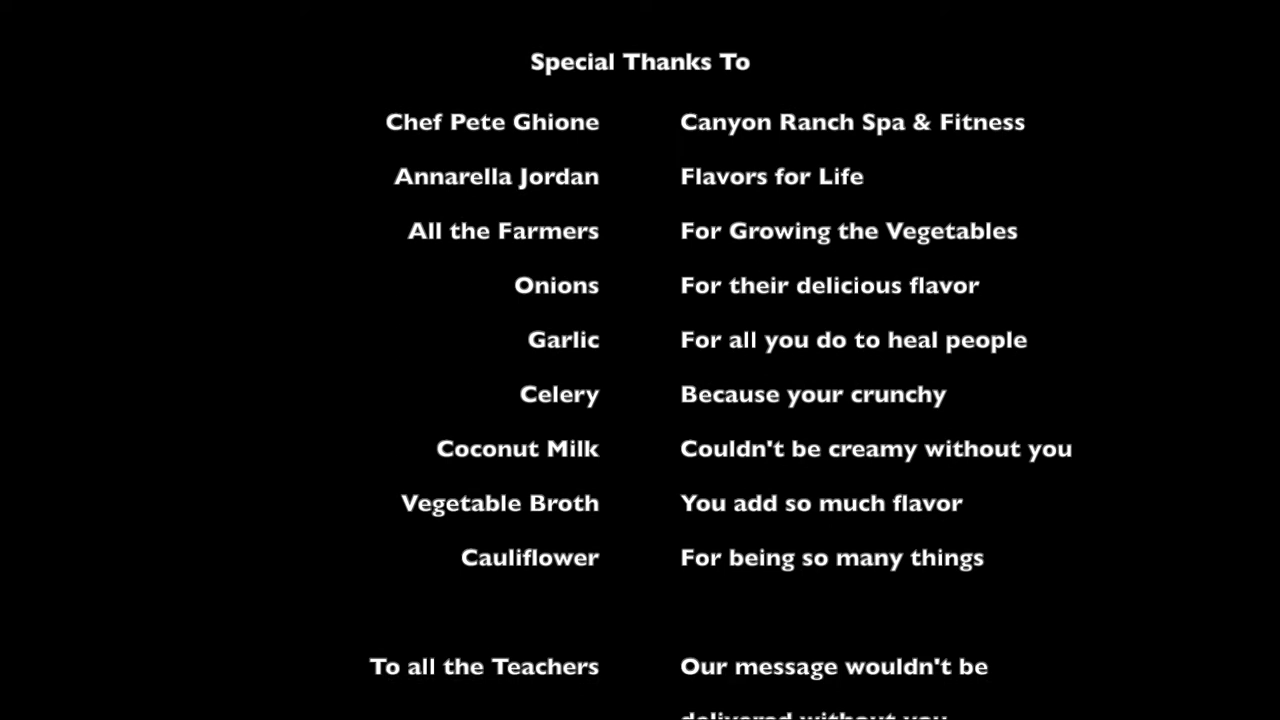 Special Thanks To
Chef Pete Ghione Canyon Ranch Spa & Fitness
Annarella Jordan Flavors for Life
All the Farmers For Growing the Vegetables
Onions For their delicious flavor
Garlic For all you do to heal people
Celery Because your crunchy
Coconut Milk Couldn't be creamy without you
Vegetable Broth You add so much flavor
Cauliflower For being so many things
To all the Teachers Our message wouldn't be
delivered without you